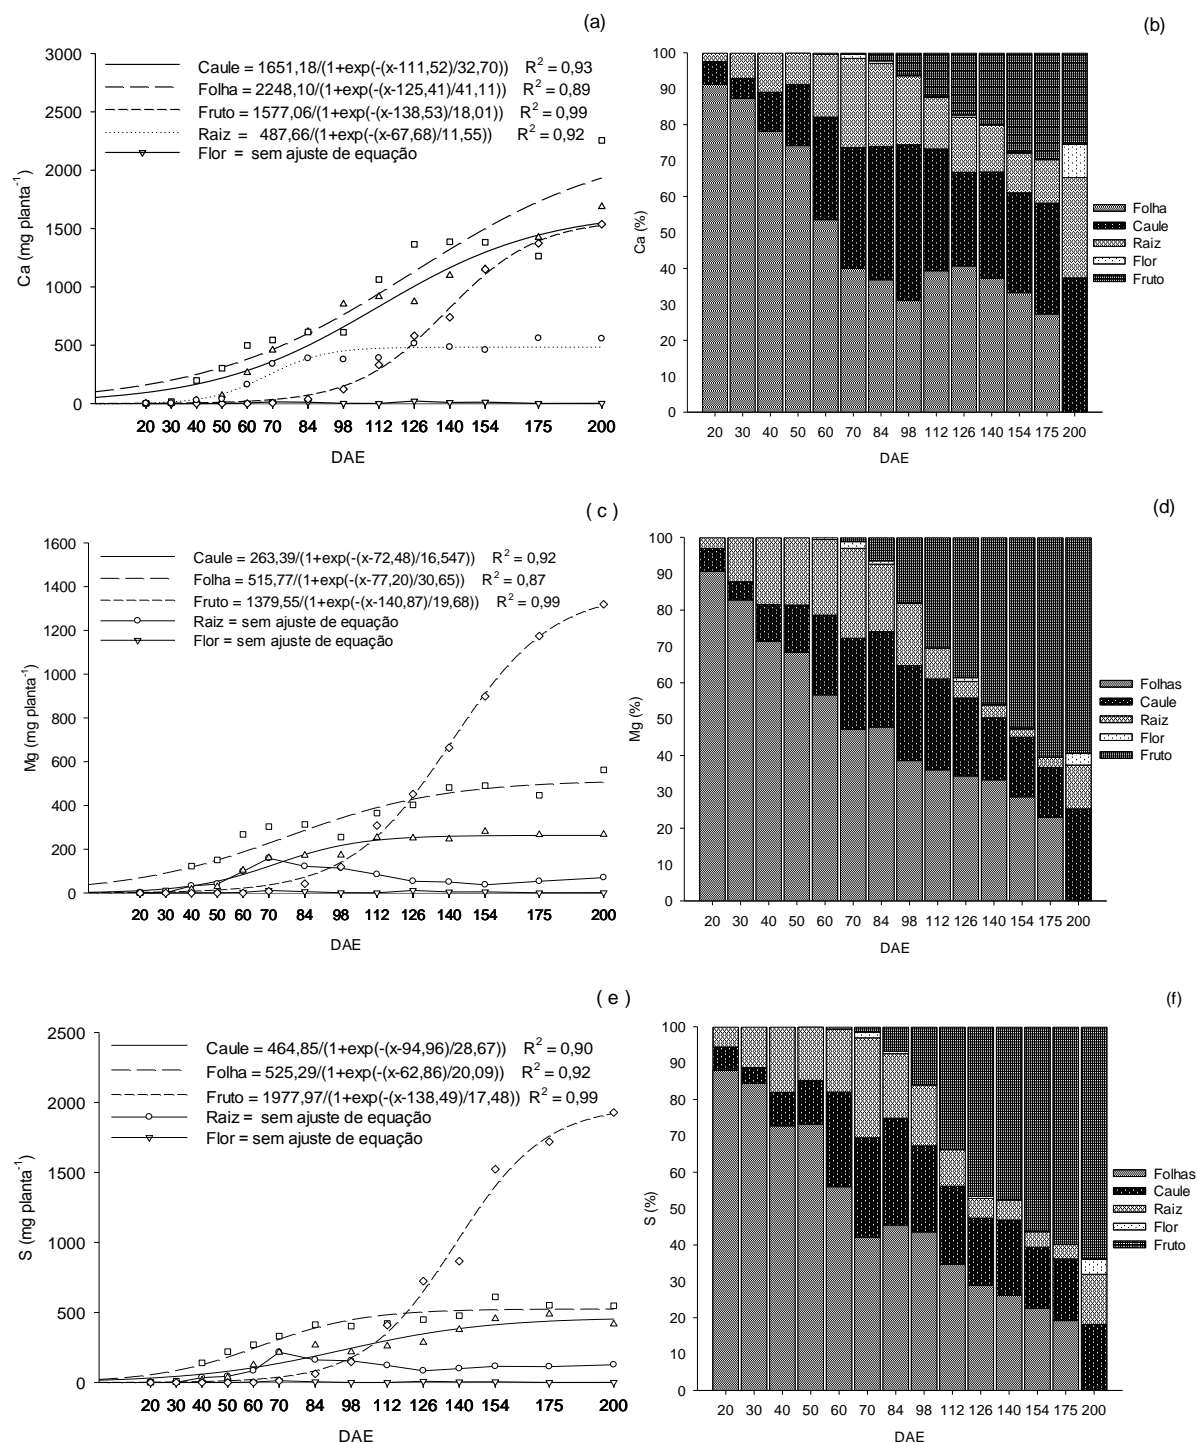 (a)
3000
2500
2000
1500
1000
500
0
Ca (mg planta⁻¹)
Caule = 1651,18/(1+exp(-(x-111,52)/32,70)) R² = 0,93
Folha = 2248,10/(1+exp(-(x-125,41)/41,11)) R² = 0,89
Fruto = 1577,06/(1+exp(-(x-138,53)/18,01) R² = 0,99
Raiz = 487,66/(1+exp(-(x-67,68)/11,55)) R² = 0,92
Flor = sem ajuste de equação
20 30 40 50 60 70 84 98 112 126 140 154 175 200
DAE
(b)
100
90
80
70
60
50
40
30
20
10
0
Ca (%)
Folha
Caule
Raiz
Flor
Fruto
20 30 40 50 60 70 84 98 112 126 140 154 175 200
DAE
( c )
1600
1400
1200
1000
800
600
400
200
0
Mg (mg planta⁻¹)
Caule = 263,39/(1+exp(-(x-72,48)/16,547)) R² = 0,92
Folha = 515,77/(1+exp(-(x-77,20)/30,65)) R² = 0,87
Fruto = 1379,55/(1+exp(-(x-140,87)/19,68)) R² = 0,99
Raiz = sem ajuste de equação
Flor = sem ajuste de equação
20 30 40 50 60 70 84 98 112 126 140 154 175 200
DAE
(d)
100
90
80
70
60
50
40
30
20
10
0
Mg (%)
Folhas
Caule
Raiz
Flor
Fruto
20 30 40 50 60 70 84 98 112 126 140 154 175 200
DAE
( e )
2500
2000
1500
1000
500
0
S (mg planta⁻¹)
Caule = 464,85/(1+exp(-(x-94,96)/28,67)) R² = 0,90
Folha = 525,29/(1+exp(-(x-62,86)/20,09)) R² = 0,92
Fruto = 1977,97/(1+exp(-(x-138,49)/17,48)) R² = 0,99
Raiz = sem ajuste de equação
Flor = sem ajuste de equação
20 30 40 50 60 70 84 98 112 126 140 154 175 200
DAE
(f)
100
90
80
70
60
50
40
30
20
10
0
S (%)
Folhas
Caule
Raiz
Flor
Fruto
20 30 40 50 60 70 84 98 112 126 140 154 175 200
DAE